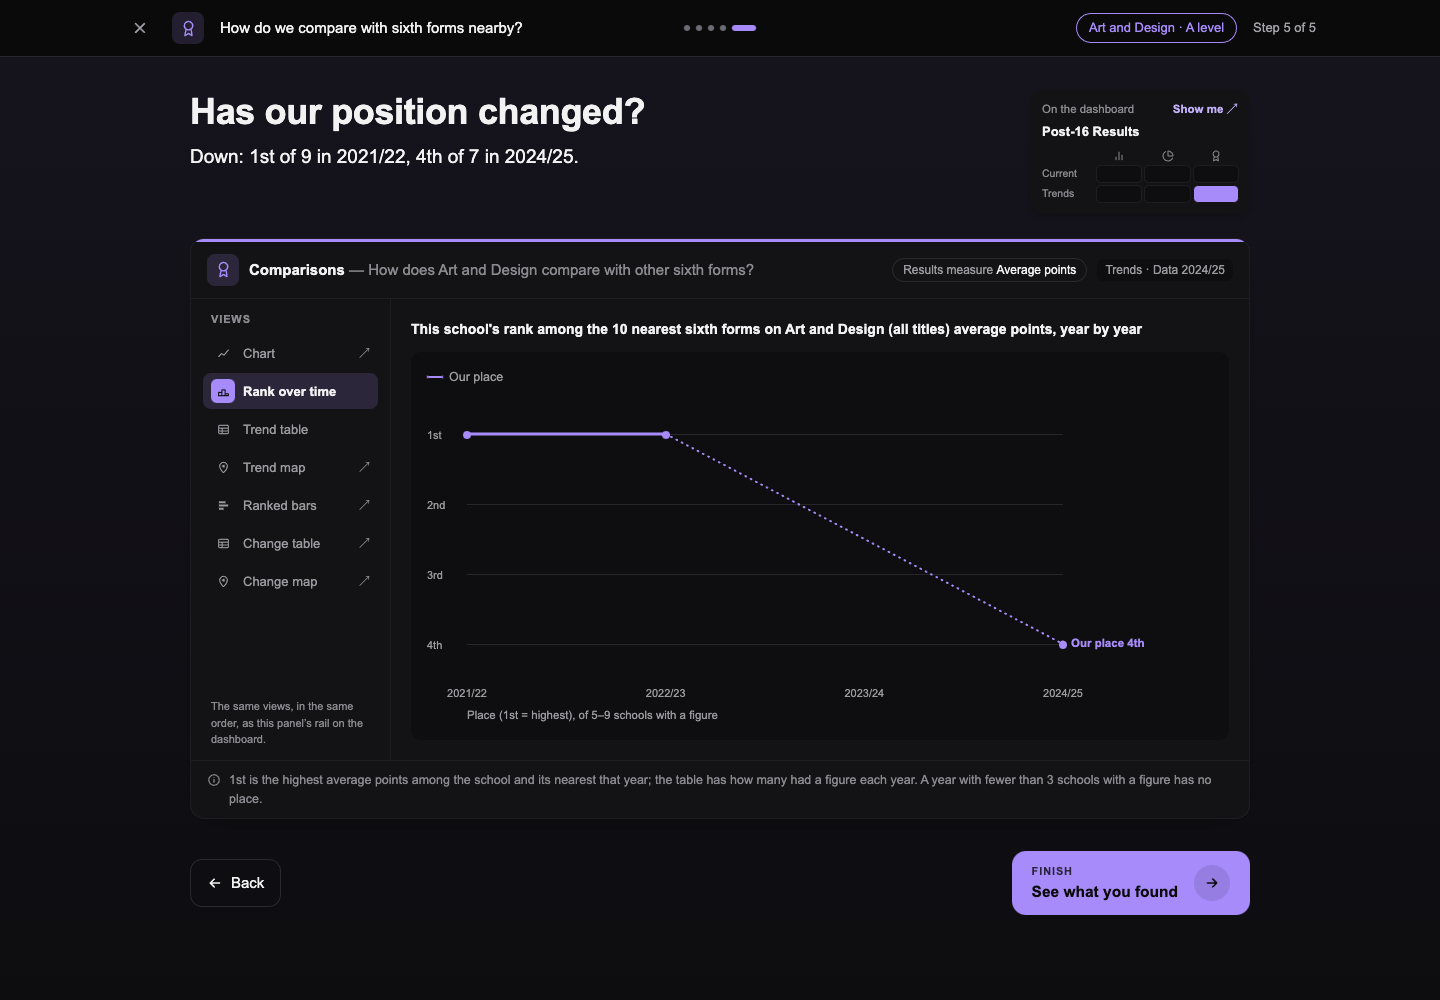 How do we compare with sixth forms nearby?
Art and Design · A level
Step 5 of 5
Has our position changed?
Down: 1st of 9 in 2021/22, 4th of 7 in 2024/25.
On the dashboard
Show me
Post-16 Results
Current
Trends
Comparisons — How does Art and Design compare with other sixth forms?
Results measure Average points
Trends · Data 2024/25
VIEWS
Chart
Rank over time
Trend table
Trend map
Ranked bars
Change table
Change map
The same views, in the same
order, as this panel's rail on the
dashboard.
This school's rank among the 10 nearest sixth forms on Art and Design (all titles) average points, year by year
Our place
1st
2nd
3rd
4th
Our place 4th
2021/22
2022/23
2023/24
2024/25
Place (1st = highest), of 5–9 schools with a figure
1st is the highest average points among the school and its nearest that year; the table has how many had a figure each year. A year with fewer than 3 schools with a figure has no
place.
Back
FINISH
See what you found